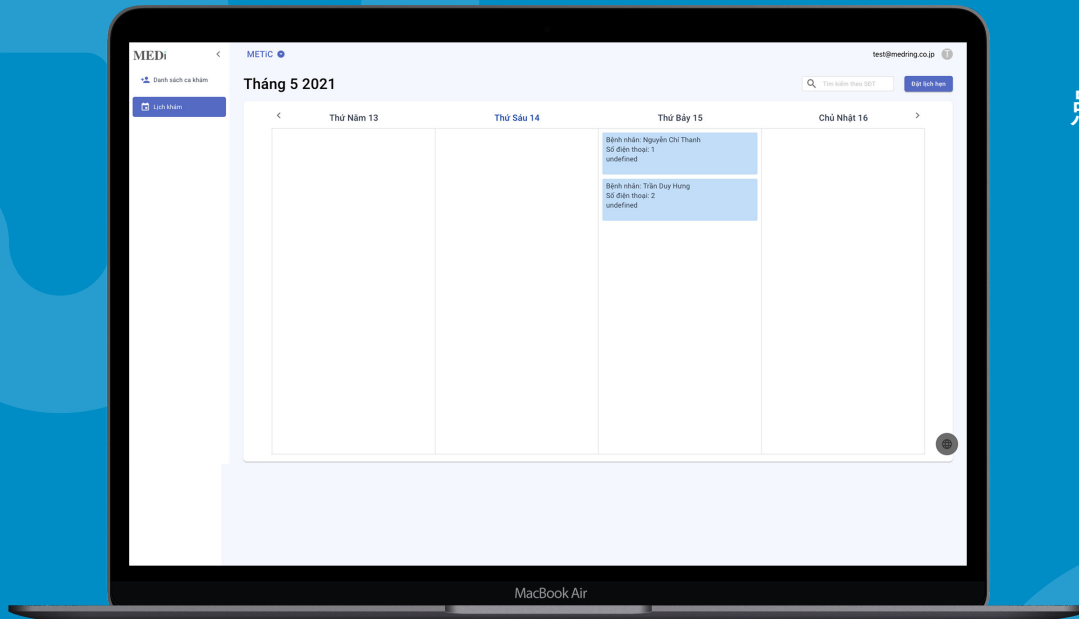 MEDi
METiC
test@medring.co.jp
T
Danh sách ca khám
Tháng 5 2021
Tìm kiếm theo SĐT
Đặt lịch hẹn
Lịch khám
Thứ Năm 13
Thứ Sáu 14
Thứ Bảy 15
Chủ Nhật 16
Bệnh nhân: Nguyễn Chí Thanh
Số điện thoại: 1
undefined
Bệnh nhân: Trần Duy Hưng
Số điện thoại: 2
undefined
MacBook Air